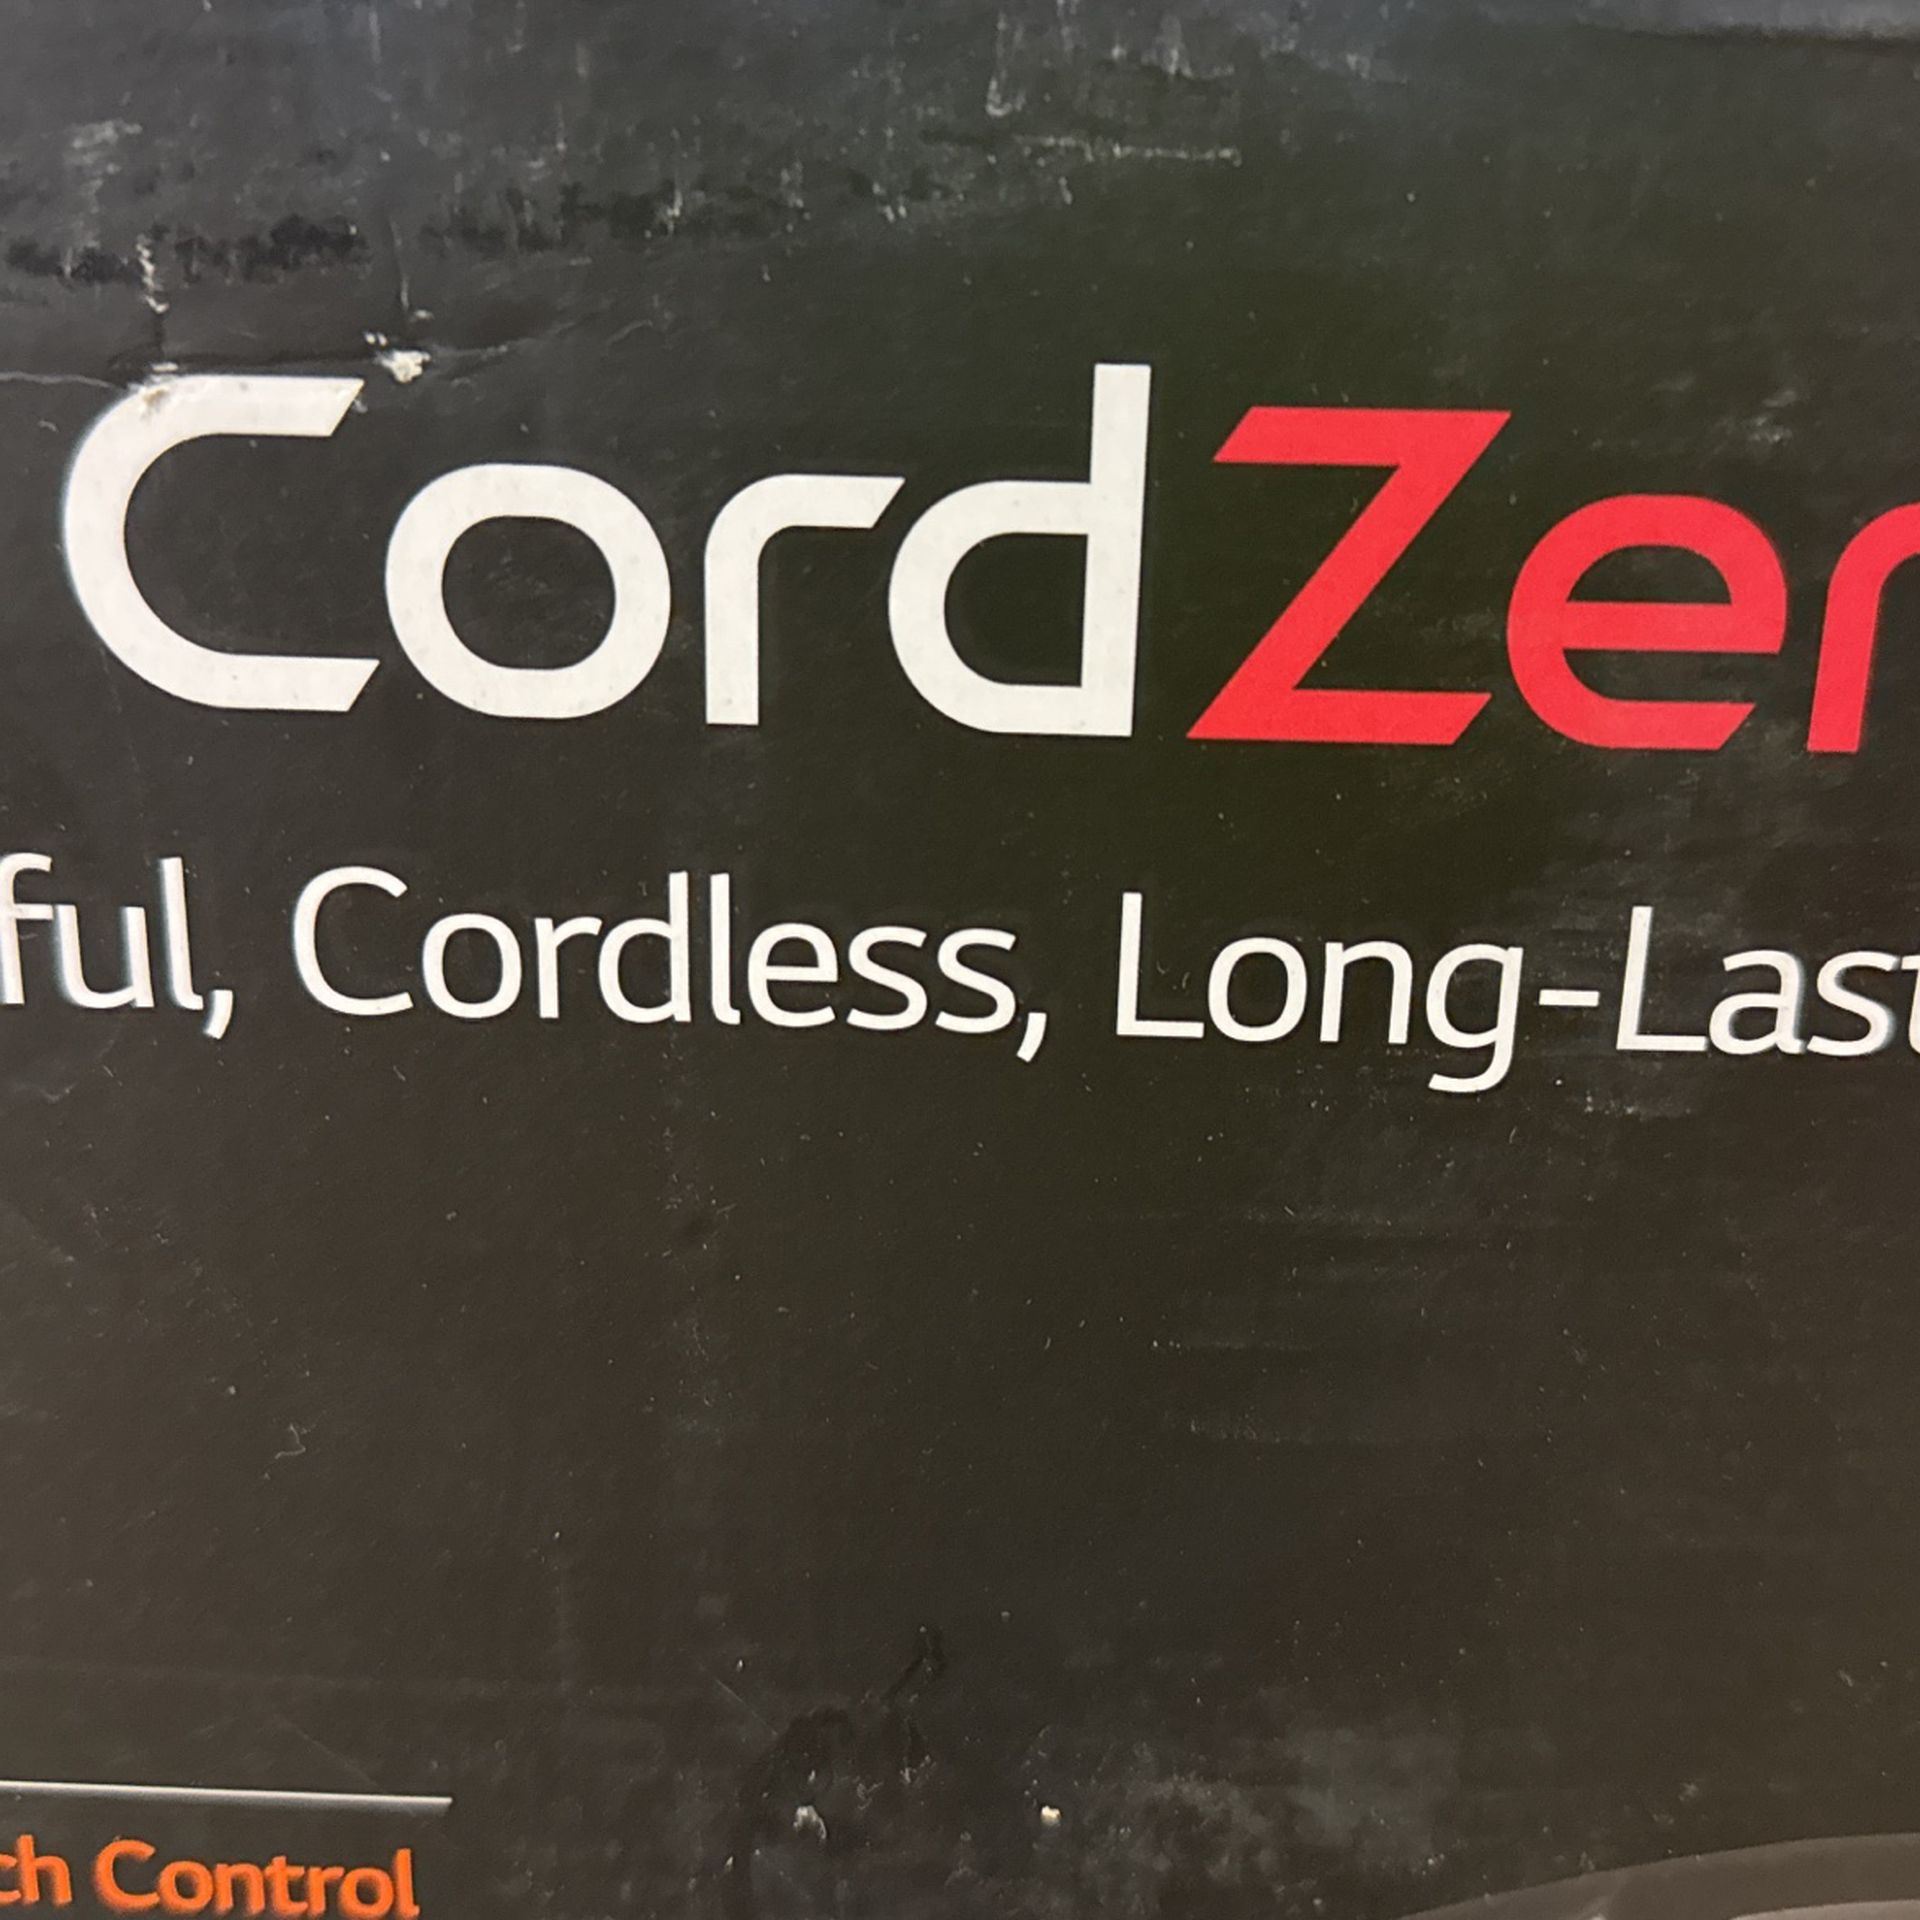 CordZer
ful, Cordless, Long-Last
ch Control